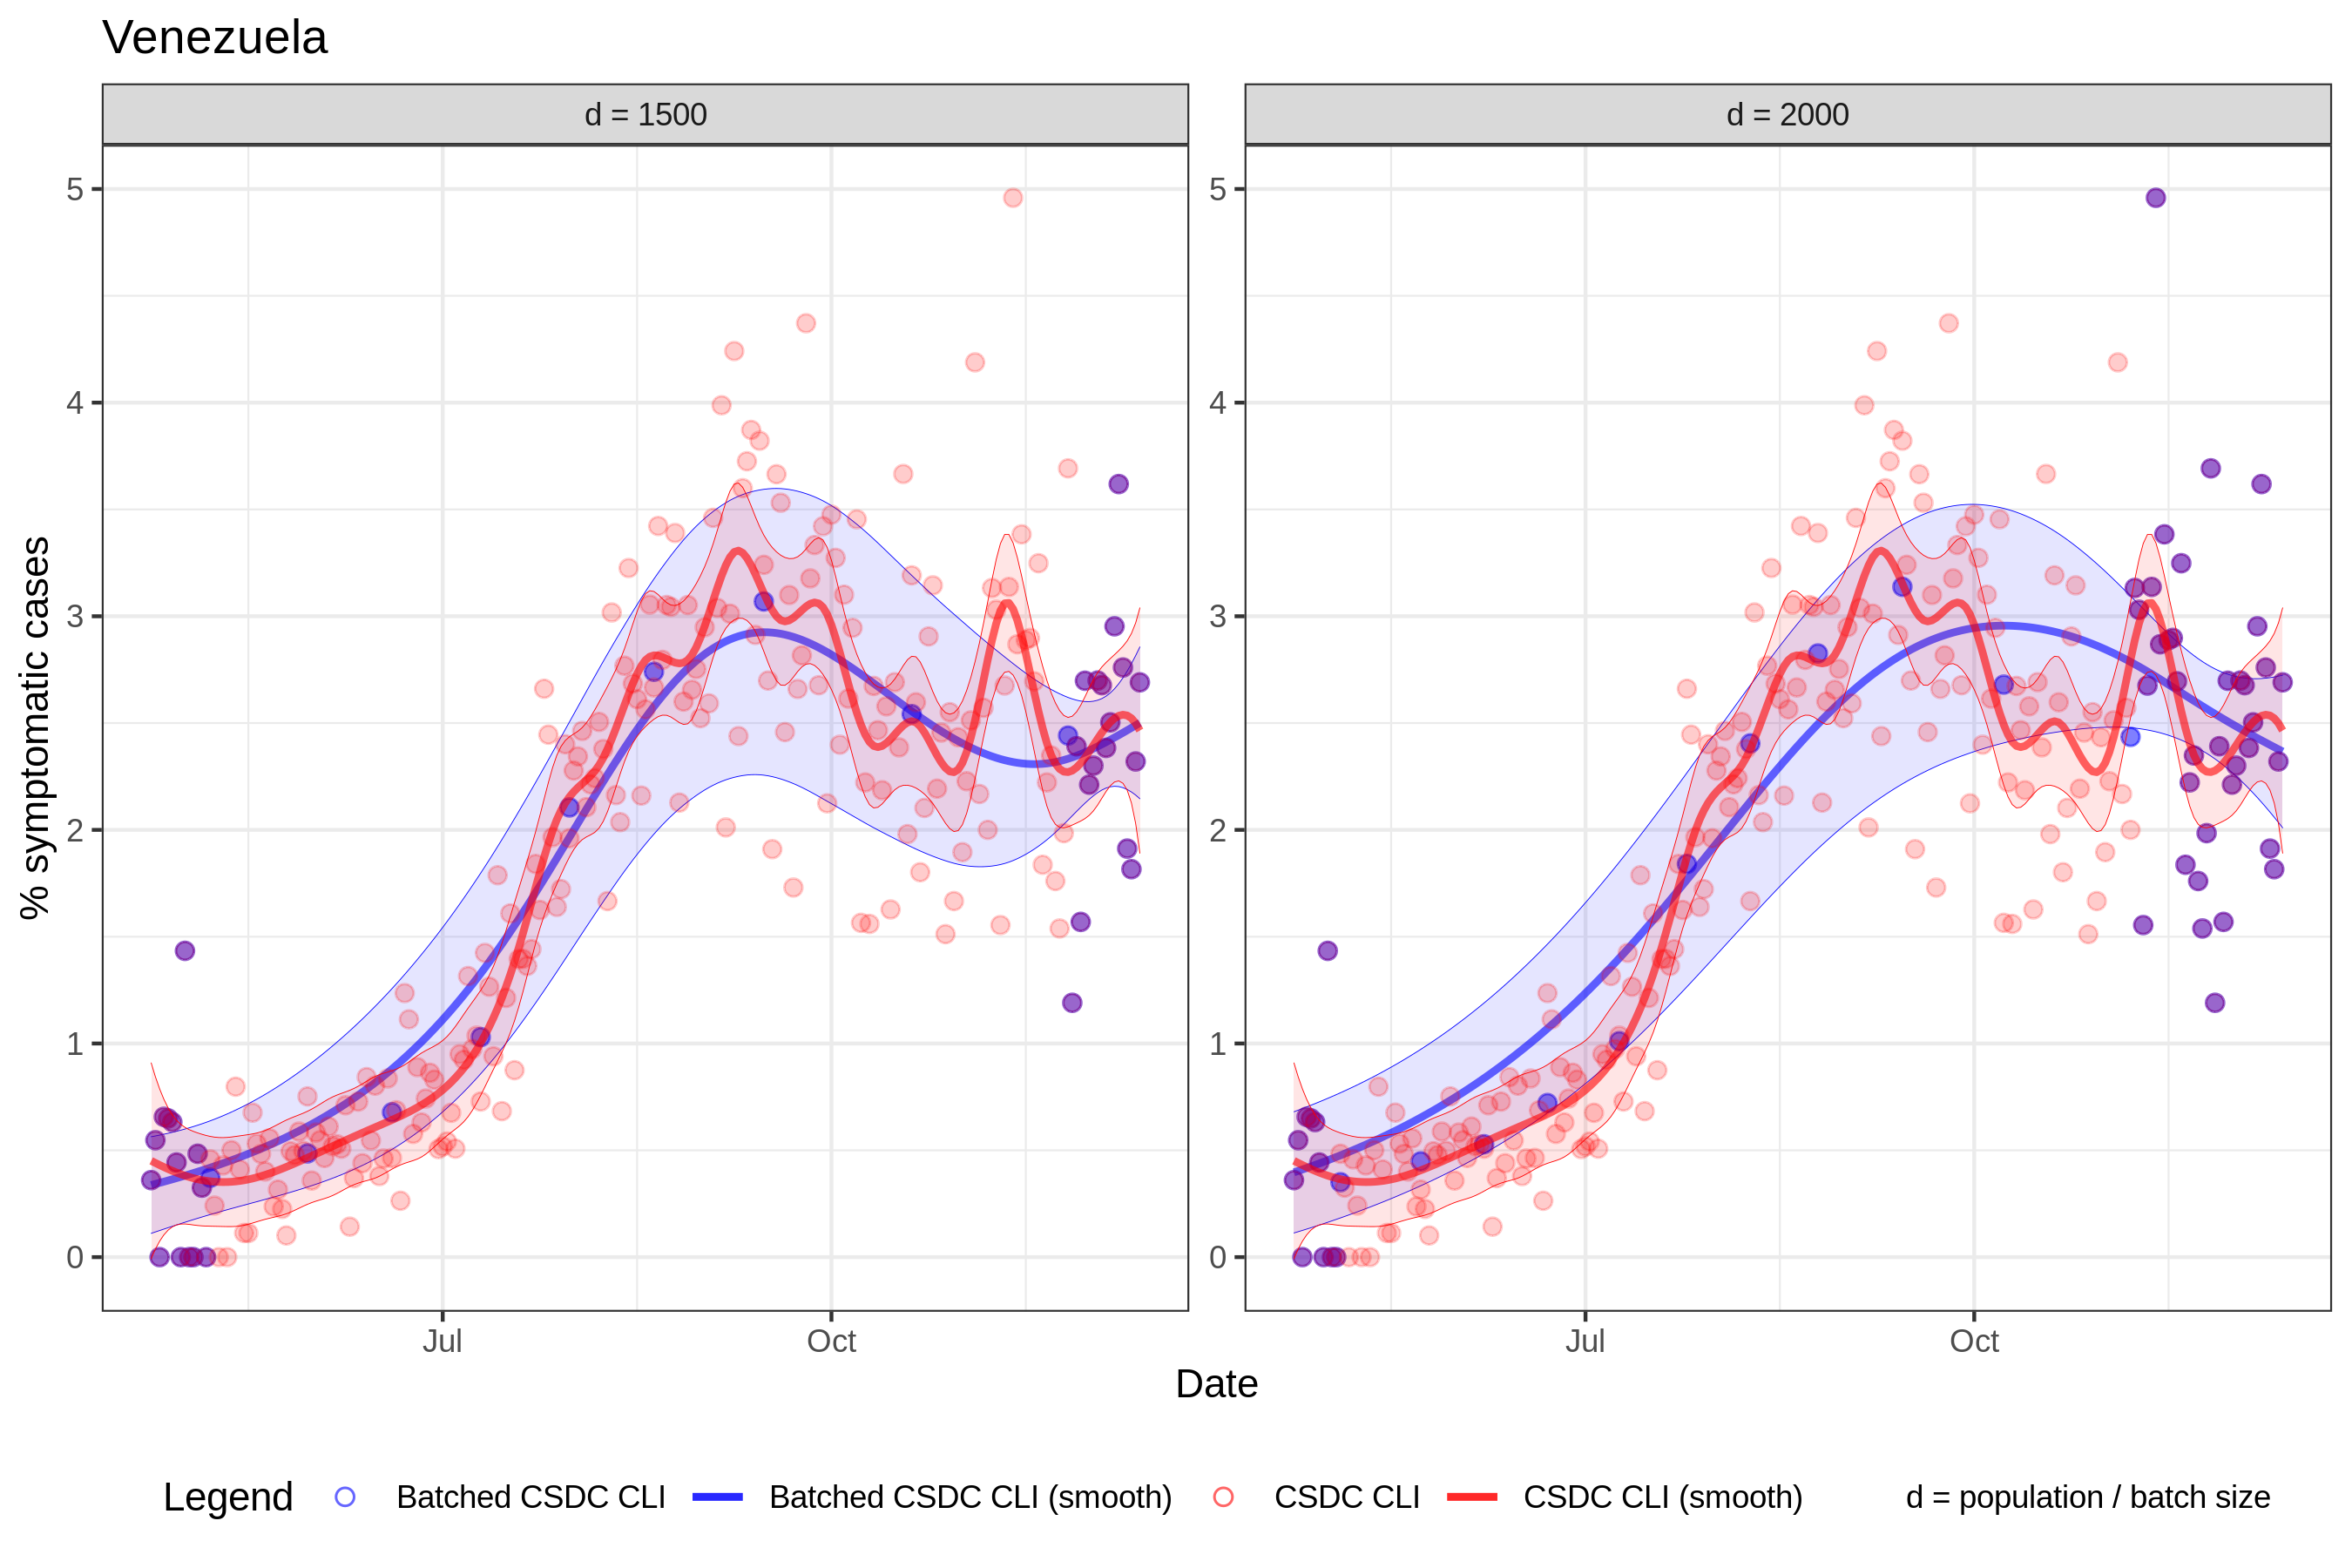 Venezuela
d = 1500
d = 2000
% symptomatic cases
5
4
3
2
1
0
5
4
3
2
1
0
Jul
Oct
Jul
Oct
Date
Legend
Batched CSDC CLI
Batched CSDC CLI (smooth)
CSDC CLI
CSDC CLI (smooth)
d = population / batch size